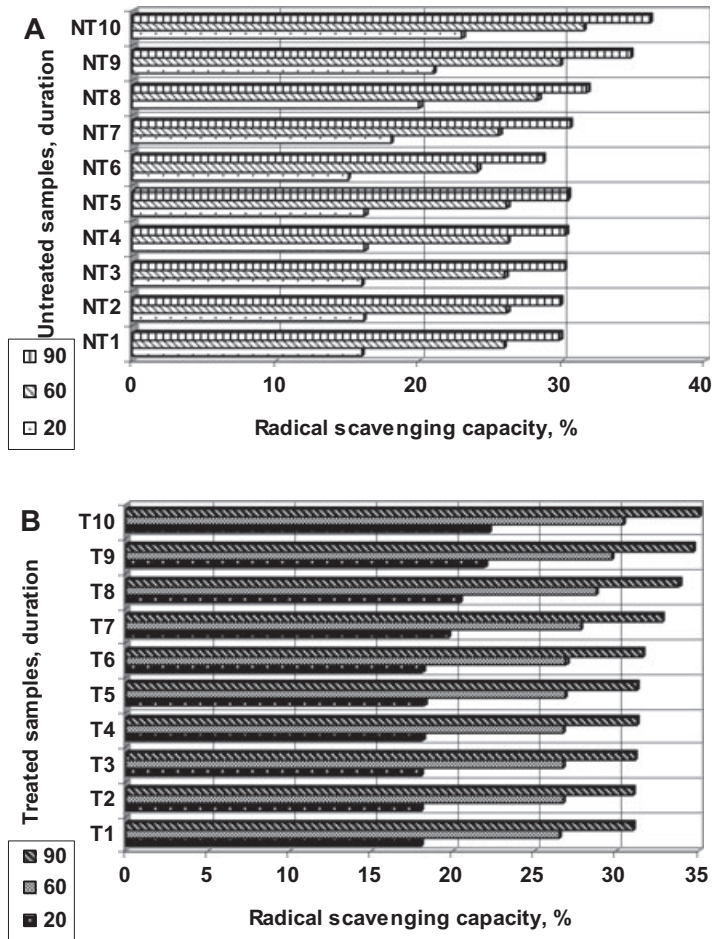 A
Untreated samples, duration
NT10
NT9
NT8
NT7
NT6
NT5
NT4
NT3
NT2
NT1
90
60
20
0 10 20 30 40
Radical scavenging capacity, %
B
Treated samples, duration
T10
T9
T8
T7
T6
T5
T4
T3
T2
T1
90
60
20
0 5 10 15 20 25 30 35
Radical scavenging capacity, %